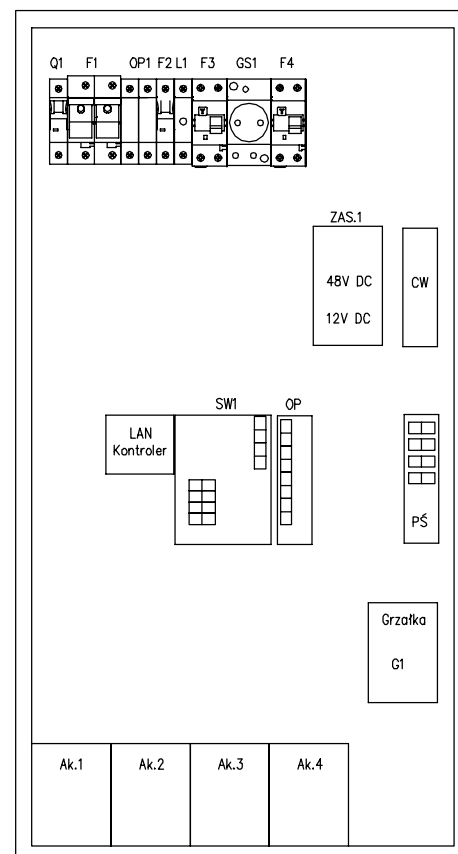 Q1 F1 OP1 F2 L1 F3 GS1 F4
ZAS.1
48V DC
12V DC
CW
SW1
OP
LAN
Kontroler
PŚ
Grzałka
G1
Ak.1 Ak.2 Ak.3 Ak.4